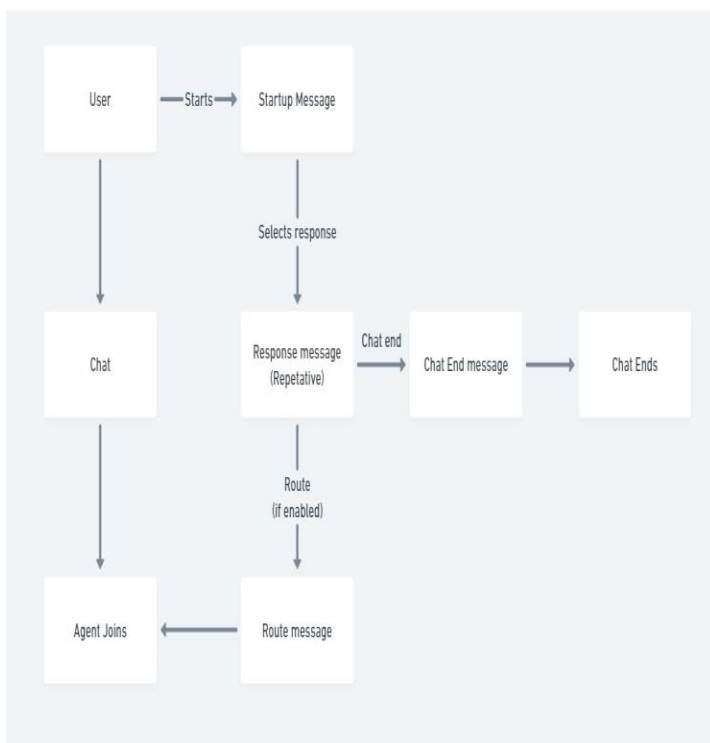 User
Starts
Startup Message
Selects response
Chat
Response message
(Repetative)
Chat end
Chat End message
Chat Ends
Route
(if enabled)
Agent Joins
Route message